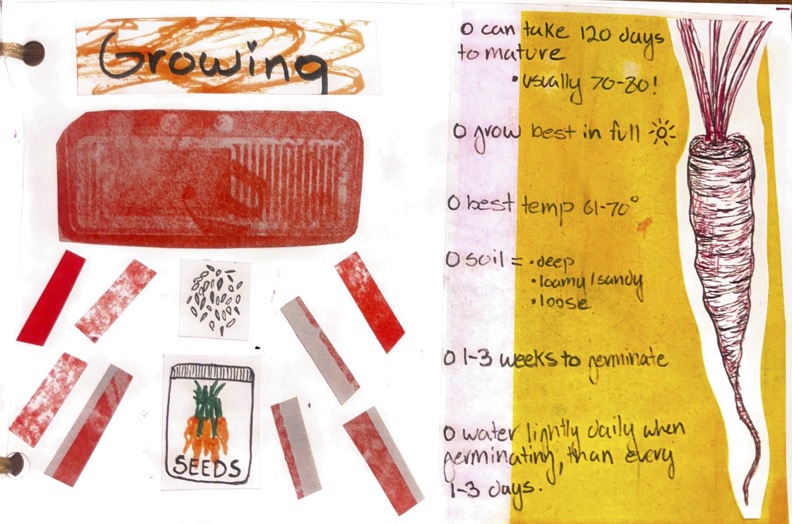 Growing
SEEDS
o can take 120 days
to mature
• usually 70-80!
o grow best in full
o best temp 61-70°
o soil = • deep
• loamy/sandy
• loose
o 1-3 weeks to germinate
o water lightly daily when
germinating, than every
1-3 days.